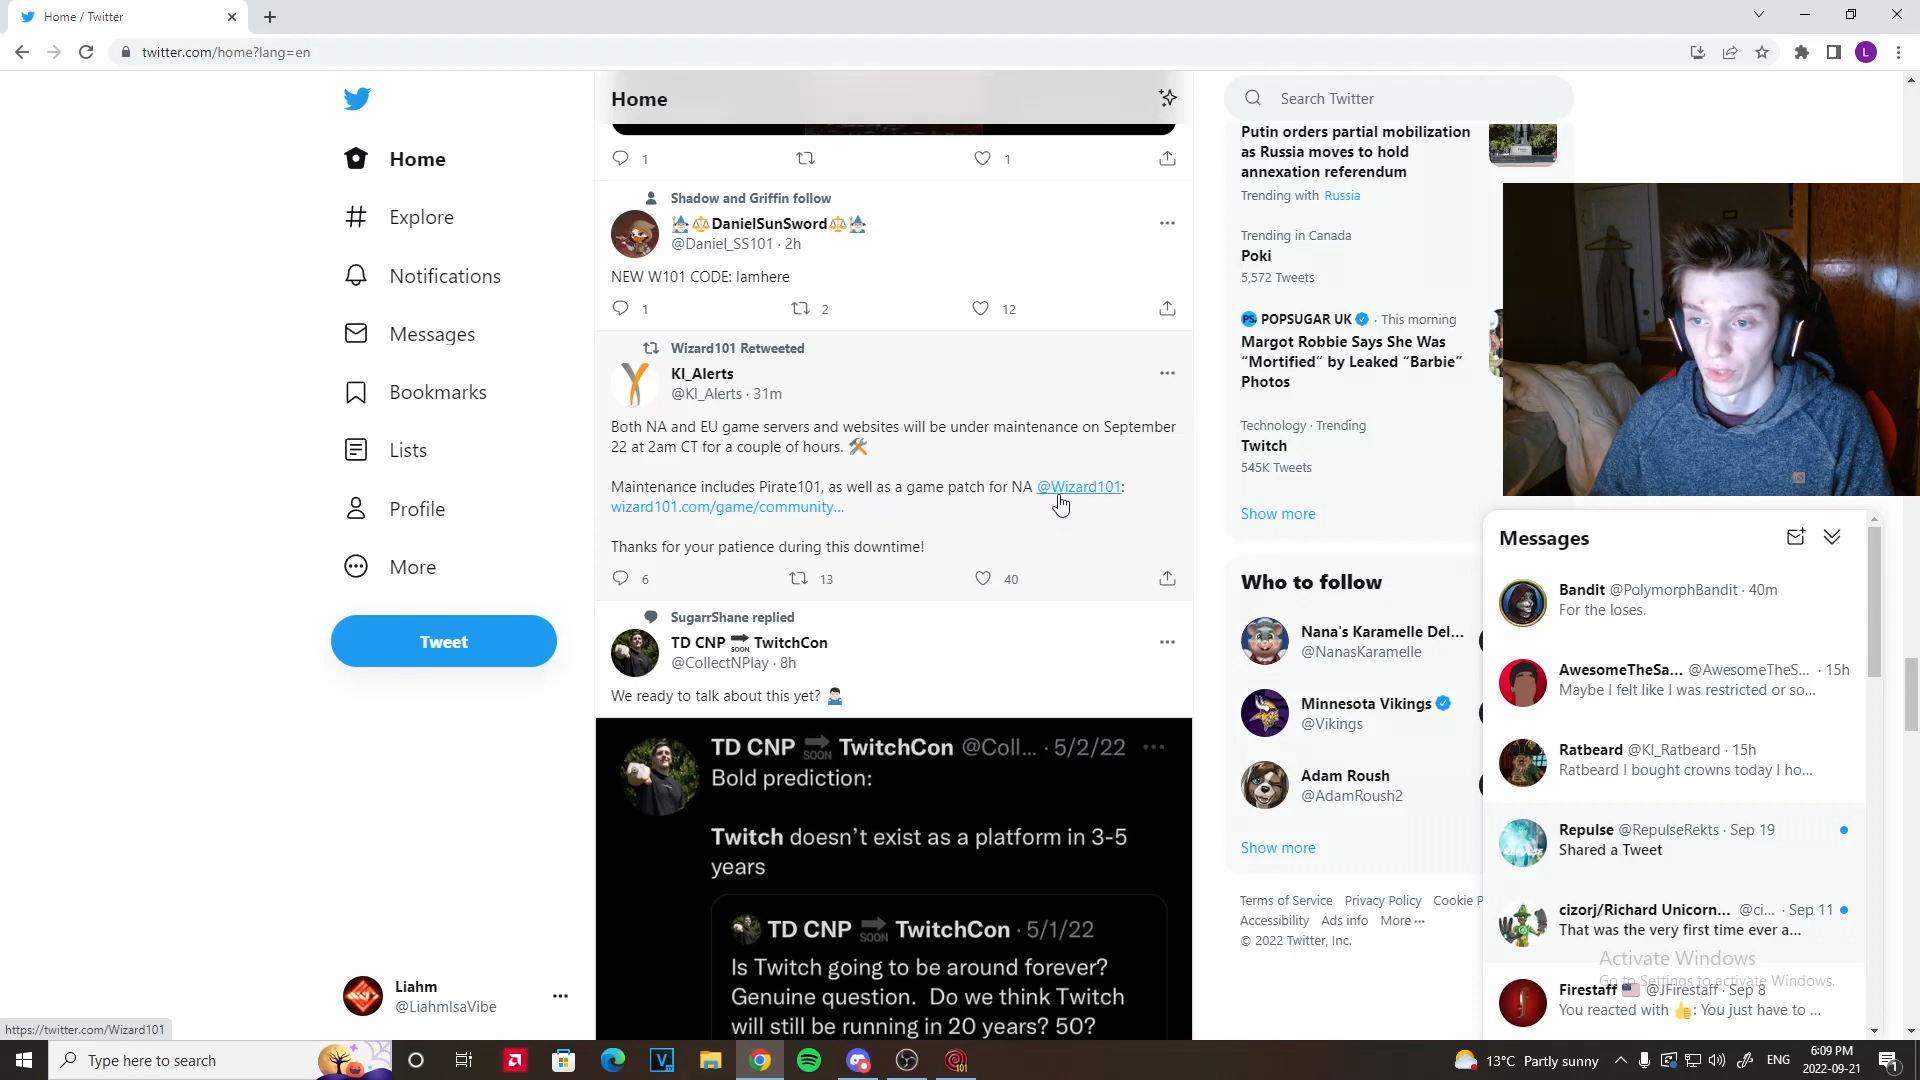 Home / Twitter
twitter.com/home?lang=en
Home
Explore
Notifications
Messages
Bookmarks
Lists
Profile
More
Tweet
Liahm
@LiahmIsaVibe
https://twitter.com/Wizard101
Home
1
1
Shadow and Griffin follow
DanielSunSword
@Daniel_SS101 · 2h
NEW W101 CODE: Iamhere
1 2 12
Wizard101 Retweeted
KI_Alerts
@KI_Alerts · 31m
Both NA and EU game servers and websites will be under maintenance on September
22 at 2am CT for a couple of hours.
Maintenance includes Pirate101, as well as a game patch for NA @Wizard101:
wizard101.com/game/community...
Thanks for your patience during this downtime!
6 13 40
SugarrShane replied
TD CNP SOON TwitchCon
@CollectNPlay · 8h
We ready to talk about this yet?
TD CNP SOON TwitchCon @Coll... · 5/2/22
Bold prediction:
Twitch doesn't exist as a platform in 3-5
years
TD CNP SOON TwitchCon · 5/1/22
Is Twitch going to be around forever?
Genuine question. Do we think Twitch
will still be running in 20 years? 50?
Search Twitter
Putin orders partial mobilization
as Russia moves to hold
annexation referendum
Trending with Russia
Trending in Canada
Poki
5,572 Tweets
PS POPSUGAR UK · This morning
Margot Robbie Says She Was
“Mortified” by Leaked “Barbie”
Photos
Technology · Trending
Twitch
545K Tweets
Show more
Who to follow
Nana's Karamelle Del...
@NanasKaramelle
Minnesota Vikings
@Vikings
Adam Roush
@AdamRoush2
Show more
Terms of Service Privacy Policy Cookie P
Accessibility Ads info More ···
© 2022 Twitter, Inc.
Messages
Bandit @PolymorphBandit · 40m
For the loses.
AwesomeTheSa... @AwesomeTheS... · 15h
Maybe I felt like I was restricted or so...
Ratbeard @KI_Ratbeard · 15h
Ratbeard I bought crowns today I ho...
Repulse @RepulseRekts · Sep 19
Shared a Tweet
cizorj/Richard Unicorn... @ci... · Sep 11
That was the very first time ever a...
Activate Windows
Go to Settings to activate Windows.
Firestaff @JFirestaff · Sep 8
You reacted with 👍: You just have to ...
Type here to search
13°C Partly sunny
ENG
6:09 PM
2022-09-21
1
L
V
101